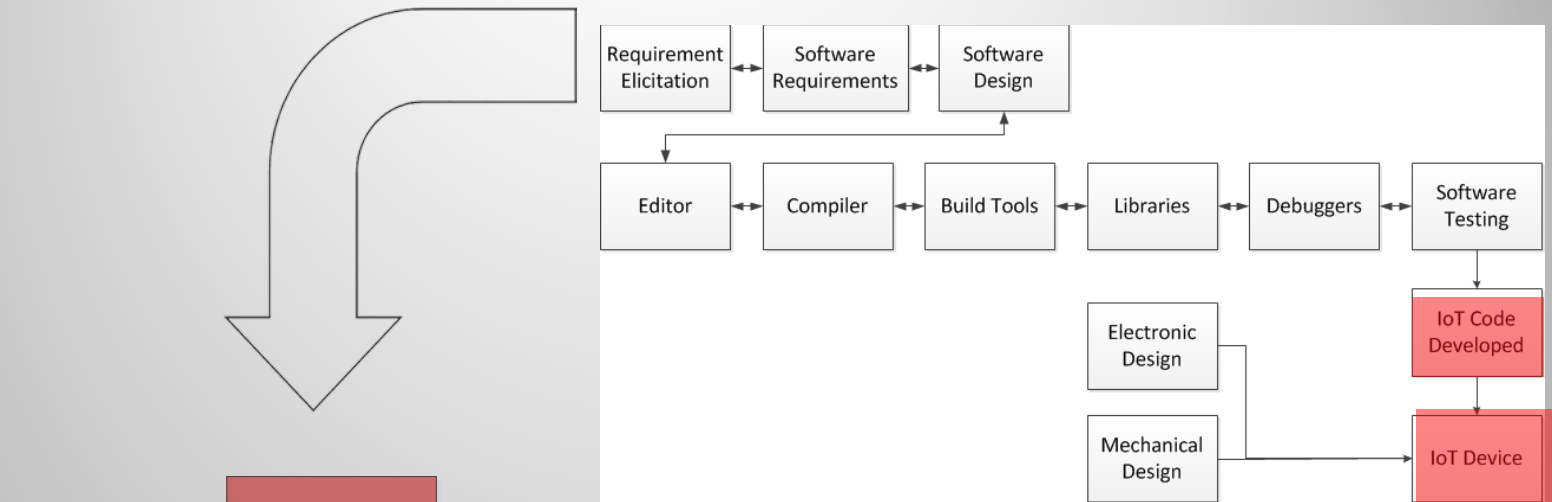 Requirement
Elicitation
Software
Requirements
Software
Design
Editor
Compiler
Build Tools
Libraries
Debuggers
Software
Testing
IoT Code
Developed
Electronic
Design
Mechanical
Design
IoT Device